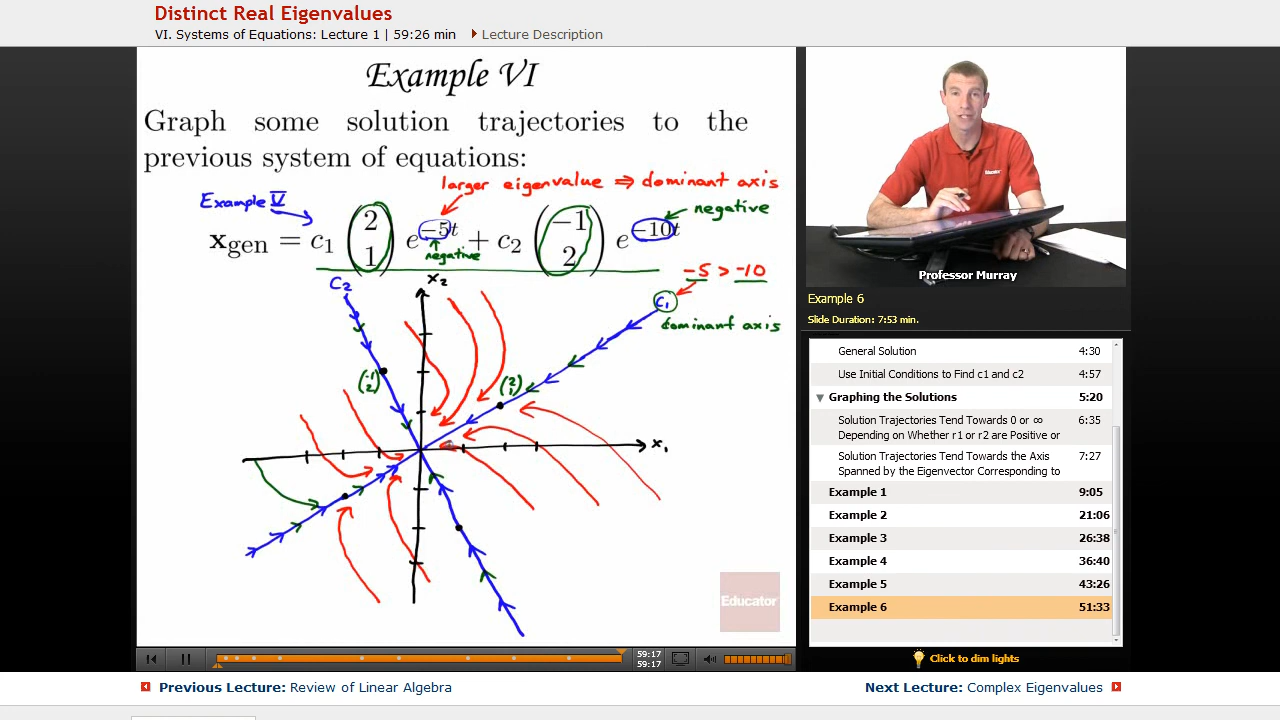 Distinct Real Eigenvalues
VI. Systems of Equations: Lecture 1 | 59:26 min
Lecture Description
Example VI
Graph some solution trajectories to the
previous system of equations:
larger eigenvalue ⇒ dominant axis
Example V
negative
x_gen = c₁ (2 1) e^(−5t) + c₂ (−1 2) e^(−10t)
negative
-5 > -10
C₂
x₂
C₁
dominant axis
(-1 2)
(2 1)
x₁
Educator
Educator
Professor Murray
Example 6
Slide Duration: 7:53 min.
General Solution 4:30
Use Initial Conditions to Find c1 and c2 4:57
Graphing the Solutions 5:20
Solution Trajectories Tend Towards 0 or ∞ 6:35
Depending on Whether r1 or r2 are Positive or
Solution Trajectories Tend Towards the Axis 7:27
Spanned by the Eigenvector Corresponding to
Example 1 9:05
Example 2 21:06
Example 3 26:38
Example 4 36:40
Example 5 43:26
Example 6 51:33
59:17
59:17
Click to dim lights
Previous Lecture: Review of Linear Algebra
Next Lecture: Complex Eigenvalues